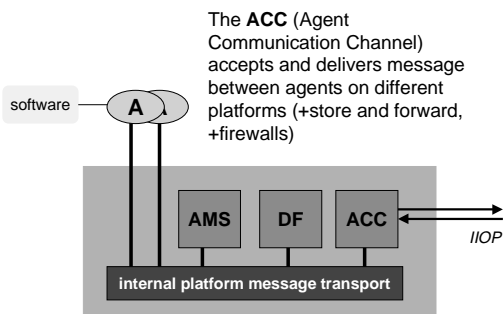 The ACC (Agent
Communication Channel)
accepts and delivers message
between agents on different
platforms (+store and forward,
+firewalls)
software
A
A
AMS
DF
ACC
IIOP
internal platform message transport